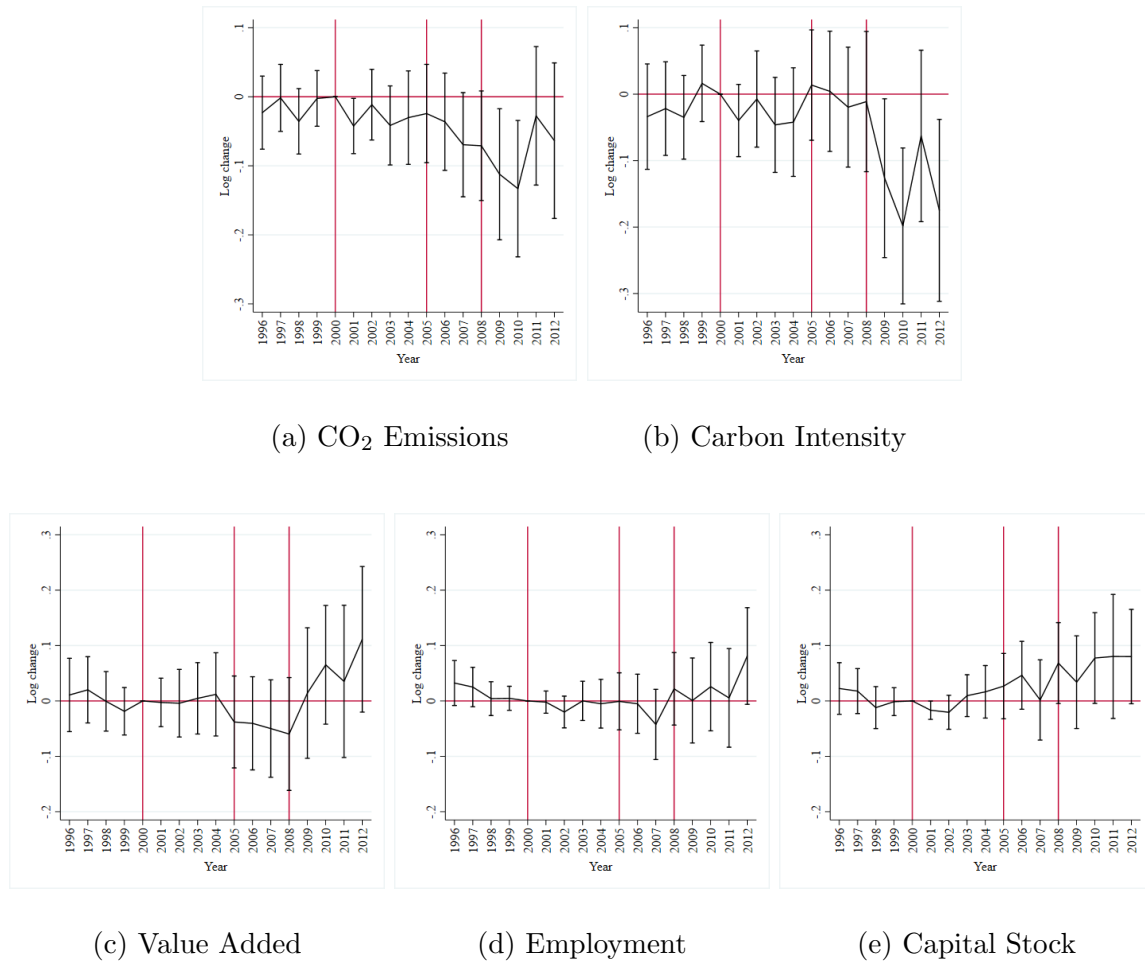 .1
0
-.1
-.2
-.3
Log change
1996 1997 1998 1999 2000 2001 2002 2003 2004 2005 2006 2007 2008 2009 2010 2011 2012
Year
(a) CO₂ Emissions
.1
0
-.1
-.2
-.3
Log change
1996 1997 1998 1999 2000 2001 2002 2003 2004 2005 2006 2007 2008 2009 2010 2011 2012
Year
(b) Carbon Intensity
.3
.2
.1
0
-.1
-.2
Log change
1996 1997 1998 1999 2000 2001 2002 2003 2004 2005 2006 2007 2008 2009 2010 2011 2012
Year
(c) Value Added
.3
.2
.1
0
-.1
-.2
Log change
1996 1997 1998 1999 2000 2001 2002 2003 2004 2005 2006 2007 2008 2009 2010 2011 2012
Year
(d) Employment
.3
.2
.1
0
-.1
-.2
Log change
1996 1997 1998 1999 2000 2001 2002 2003 2004 2005 2006 2007 2008 2009 2010 2011 2012
Year
(e) Capital Stock